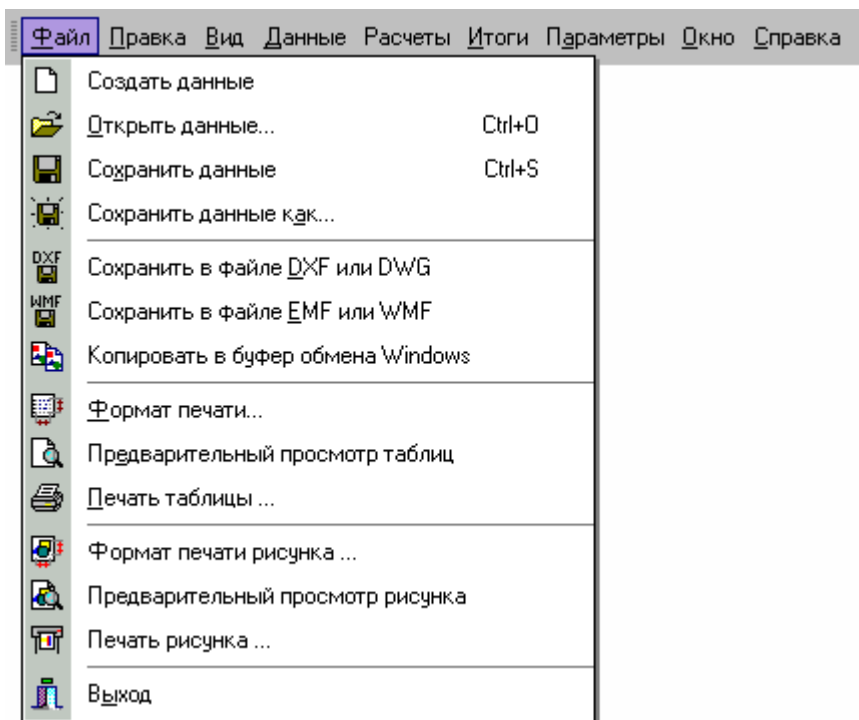 Файл Правка Вид Данные Расчеты Итоги Параметры Окно Справка
Создать данные
Открыть данные... Ctrl+O
Сохранить данные Ctrl+S
Сохранить данные как...
DXF
Сохранить в файле DXF или DWG
WMF
Сохранить в файле EMF или WMF
Копировать в буфер обмена Windows
Формат печати...
Предварительный просмотр таблиц
Печать таблицы ...
Формат печати рисунка ...
Предварительный просмотр рисунка
Печать рисунка ...
Выход